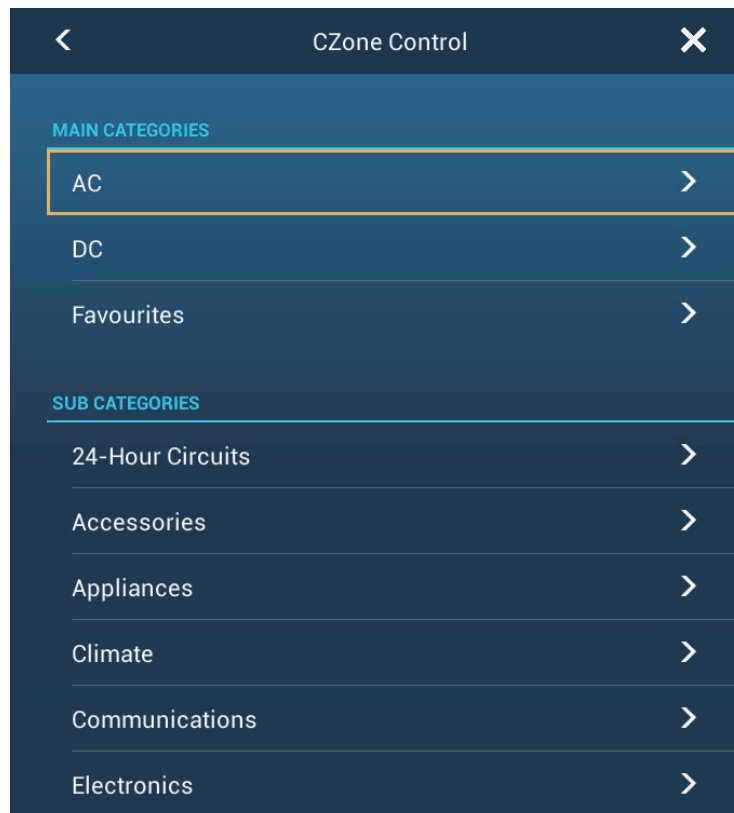 CZone Control
MAIN CATEGORIES
AC
DC
Favourites
SUB CATEGORIES
24-Hour Circuits
Accessories
Appliances
Climate
Communications
Electronics